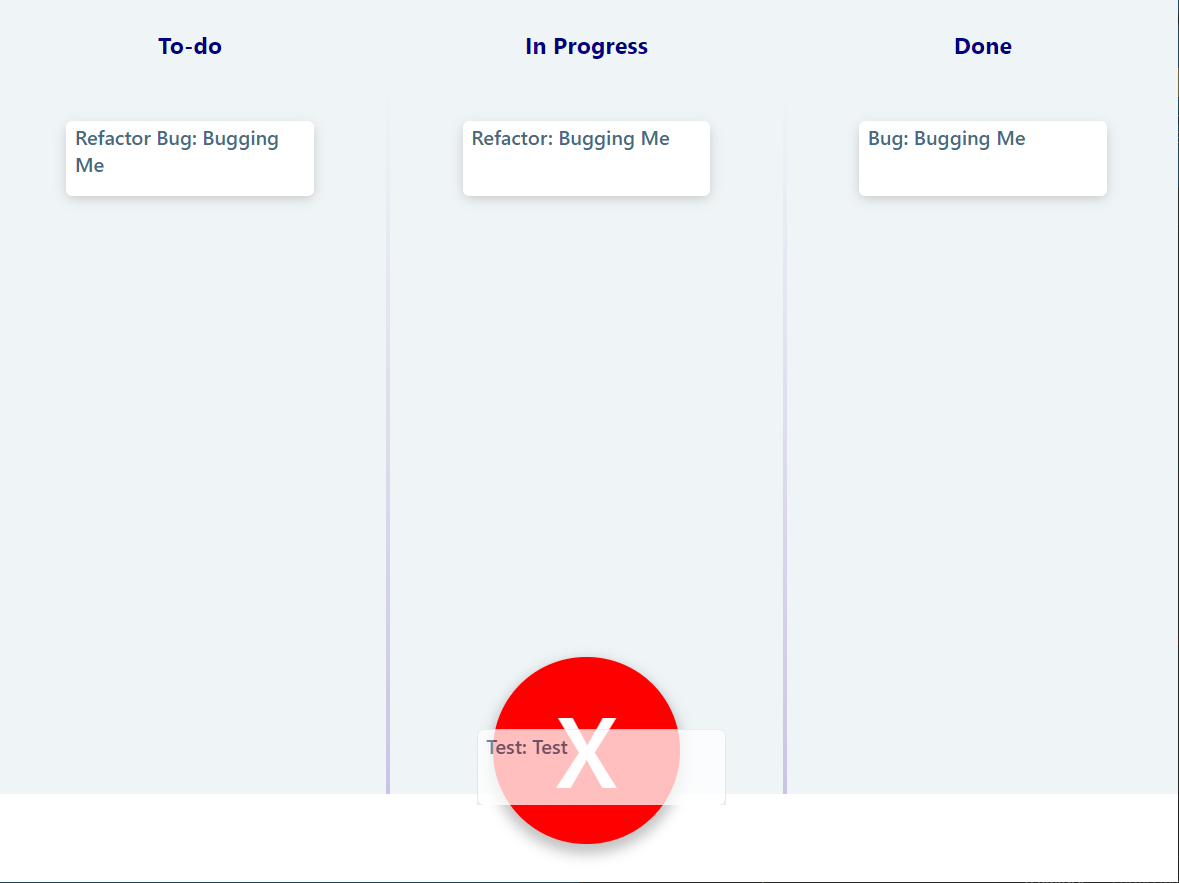 To-do
In Progress
Done
Refactor Bug: Bugging
Me
Refactor: Bugging Me
Bug: Bugging Me
X
Test: Test